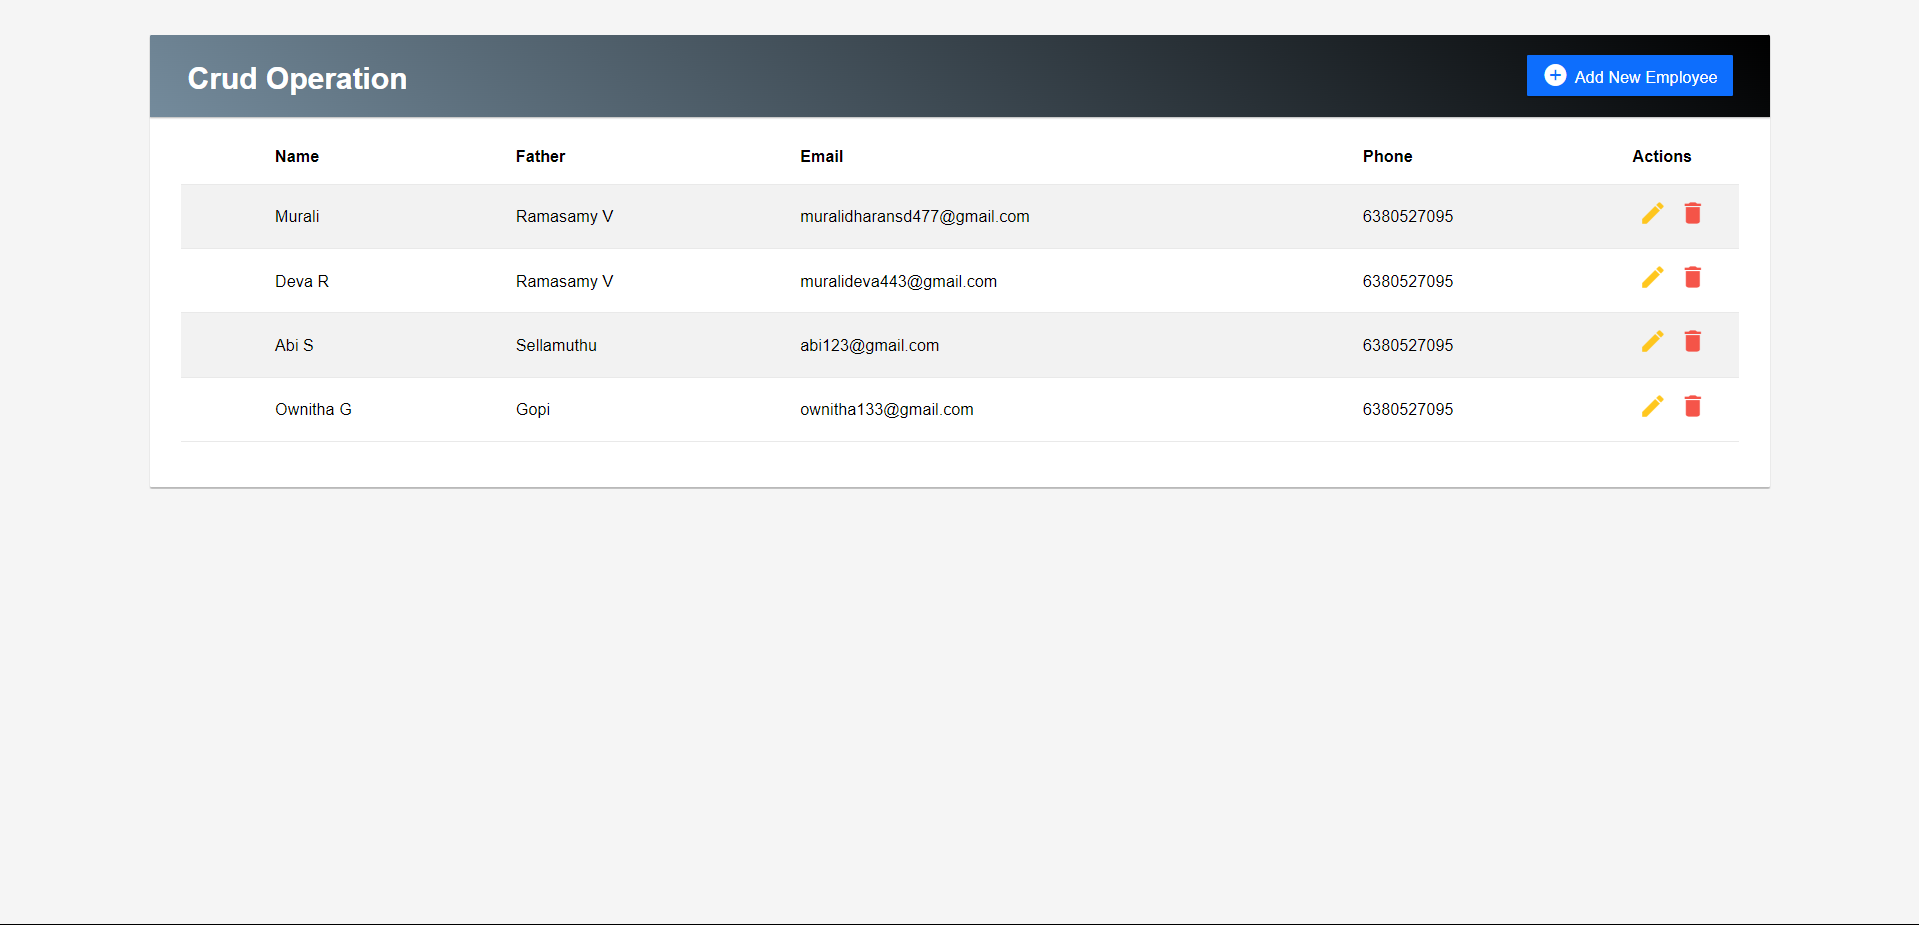 Crud Operation
Add New Employee
Name Father Email Phone Actions
Murali Ramasamy V muralidharansd477@gmail.com 6380527095
Deva R Ramasamy V muralideva443@gmail.com 6380527095
Abi S Sellamuthu abi123@gmail.com 6380527095
Ownitha G Gopi ownitha133@gmail.com 6380527095